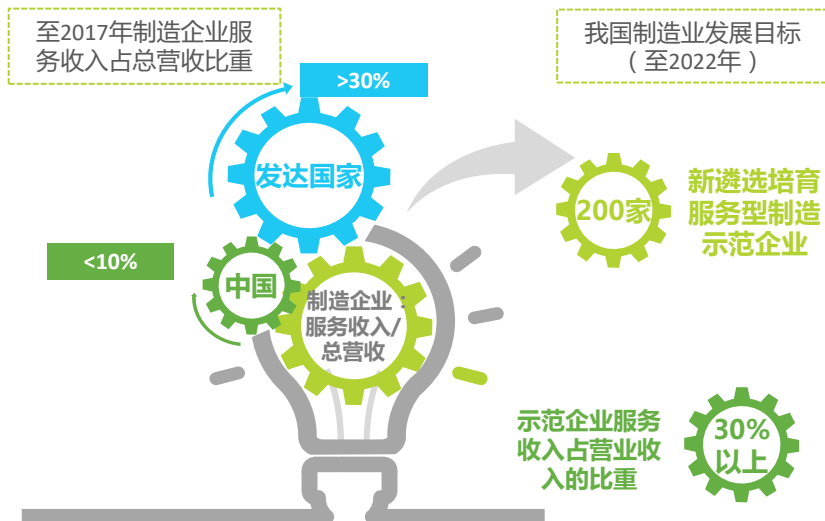 至2017年制造企业服
务收入占总营收比重
我国制造业发展目标
（至2022年）
>30%
发达国家
<10%
中国
制造企业：
服务收入/
总营收
200家
新遴选培育
服务型制造
示范企业
示范企业服务
收入占营业收
入的比重
30%
以上